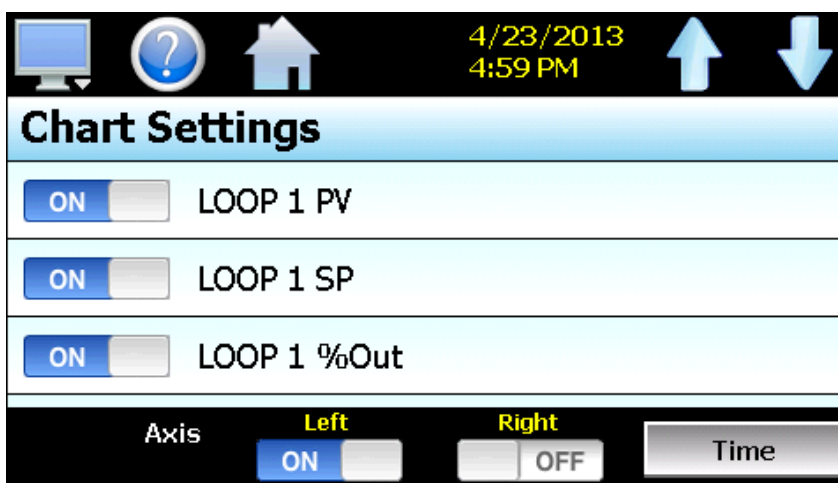 ?
4/23/2013
4:59 PM
Chart Settings
ON LOOP 1 PV
ON LOOP 1 SP
ON LOOP 1 %Out
Left Right
Axis ON OFF Time